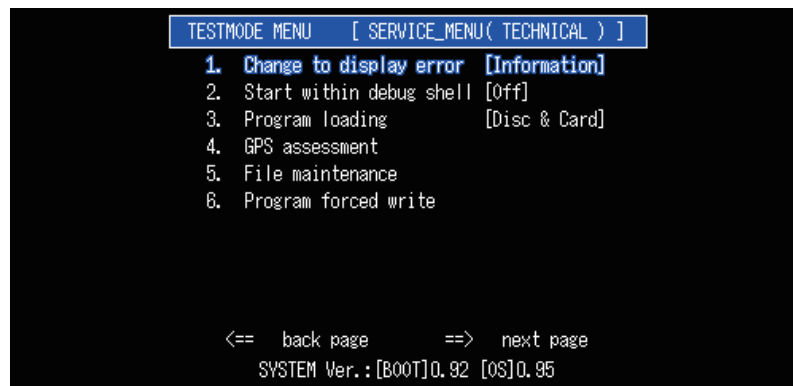 TESTMODE MENU [ SERVICE_MENU( TECHNICAL ) ]
1. Change to display error [Information]
2. Start within debug shell [Off]
3. Program loading [Disc & Card]
4. GPS assessment
5. File maintenance
6. Program forced write
<== back page ==> next page
SYSTEM Ver.:[BOOT]0.92 [OS]0.95